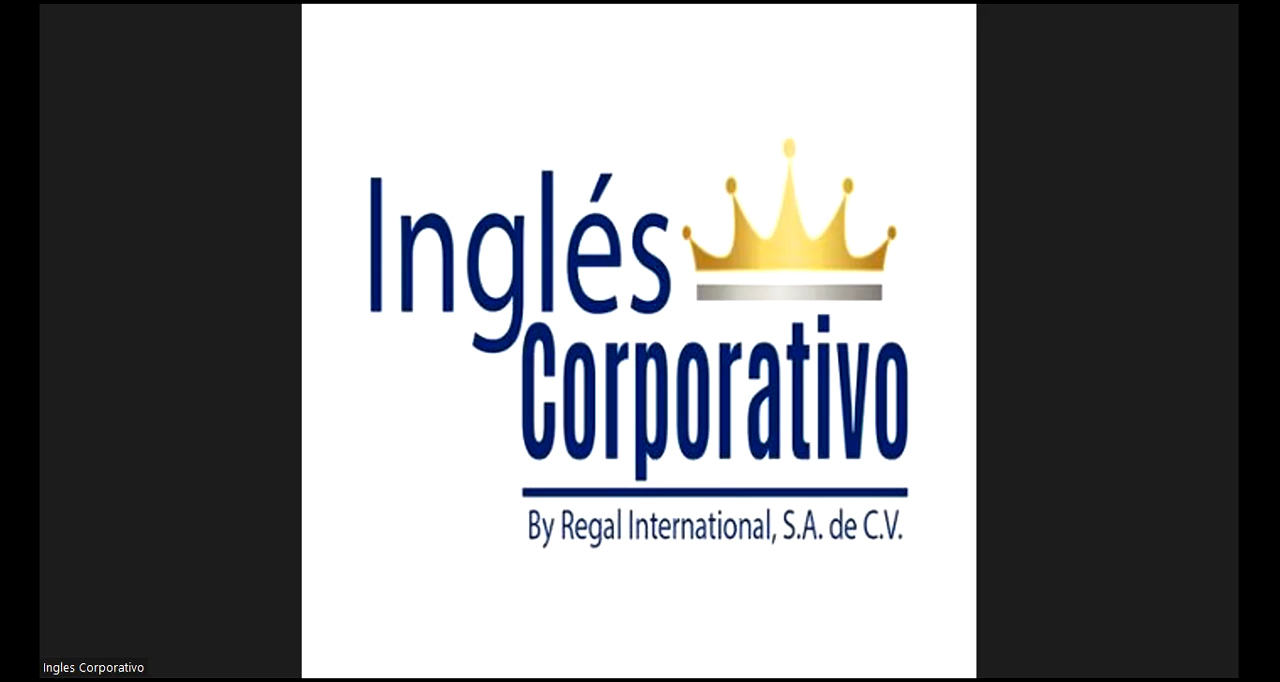 Inglés
Corporativo
By Regal International, S.A. de C.V.
Ingles Corporativo